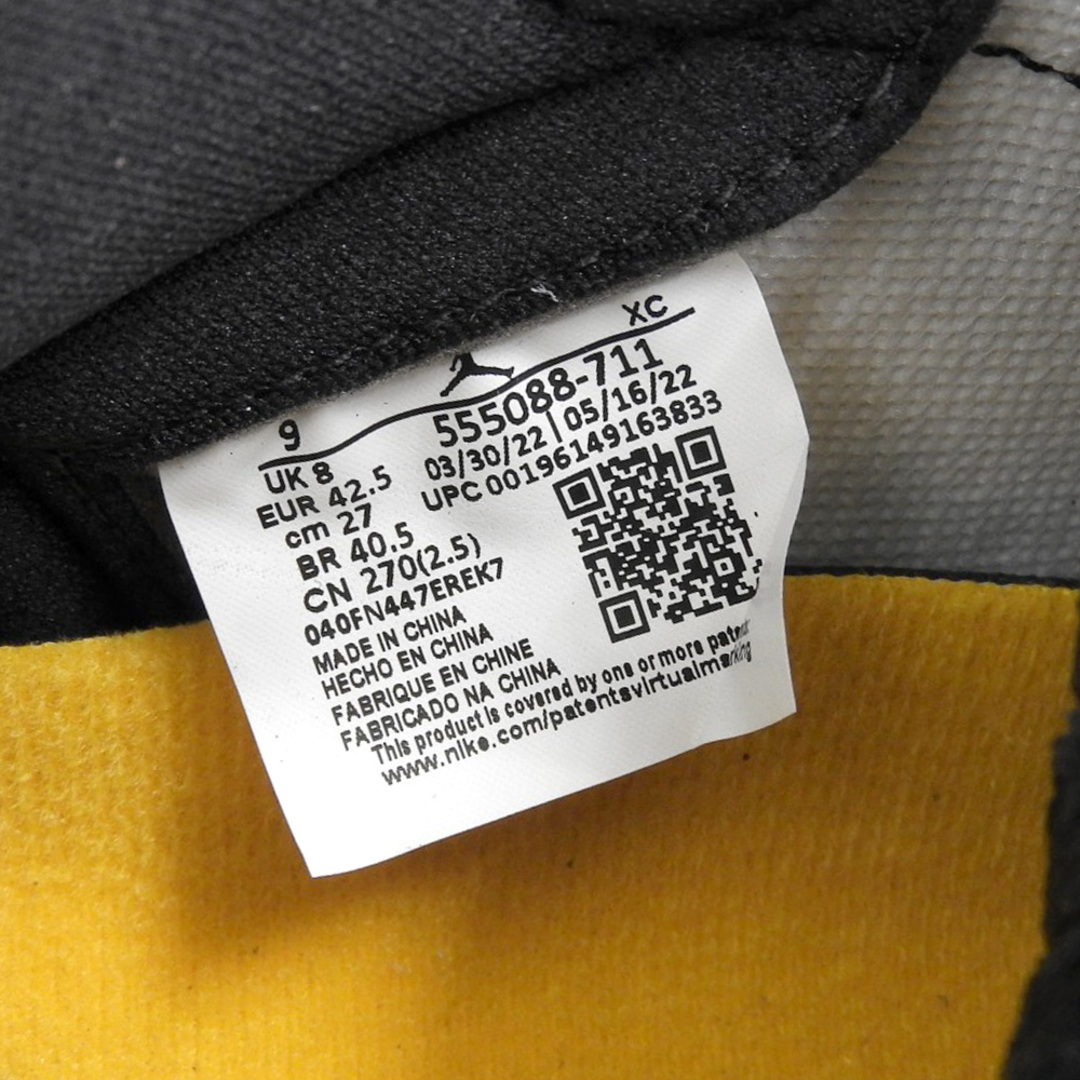 XC
9
555088-711
03/30/22 | 05/16/22
UPC 00196149163833
UK 8
EUR 42.5
cm 27
BR 40.5
CN 270(2.5)
040FN447EREK7
MADE IN CHINA
HECHO EN CHINA
FABRIQUE EN CHINE
FABRICADO NA CHINA
This product is covered by one or more patents
www.nike.com/patentsvirtualmarking